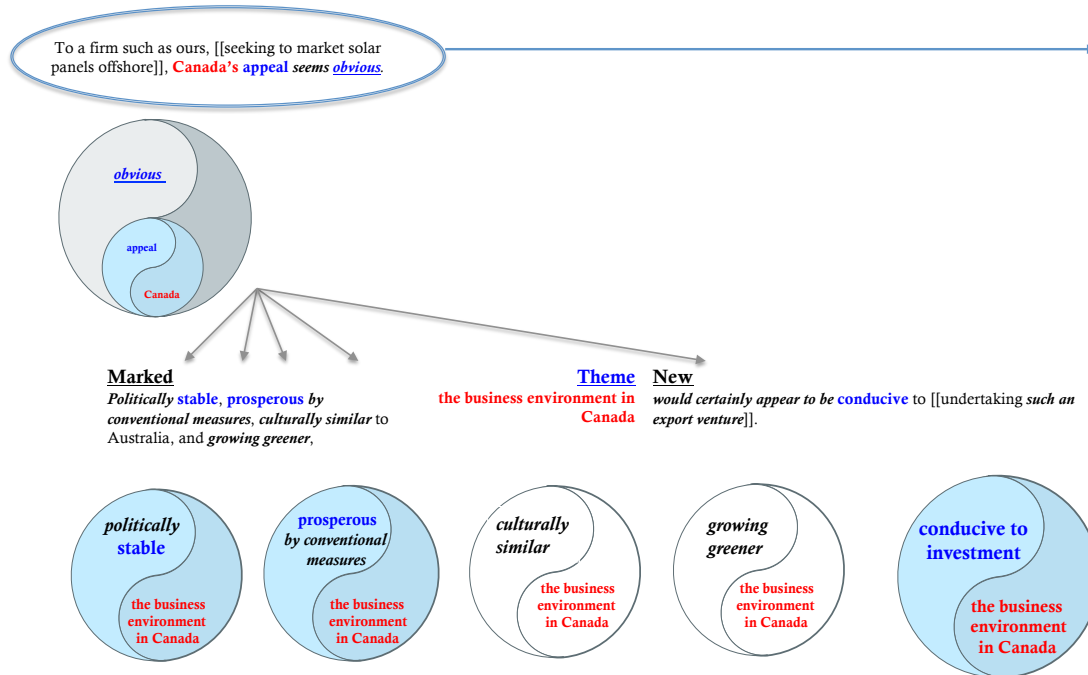 To a firm such as ours, [[seeking to market solar
panels offshore]], Canada's appeal seems obvious.
obvious
appeal
Canada
Marked
Theme
New
Politically stable, prosperous by
conventional measures, culturally similar to
Australia, and growing greener,
the business environment in
Canada
would certainly appear to be conducive to [[undertaking such an
export venture]].
politically
stable
the business
environment
in Canada
prosperous
by conventional
measures
the business
environment
in Canada
culturally
similar
the business
environment
in Canada
growing
greener
the business
environment
in Canada
conducive to
investment
the business
environment
in Canada